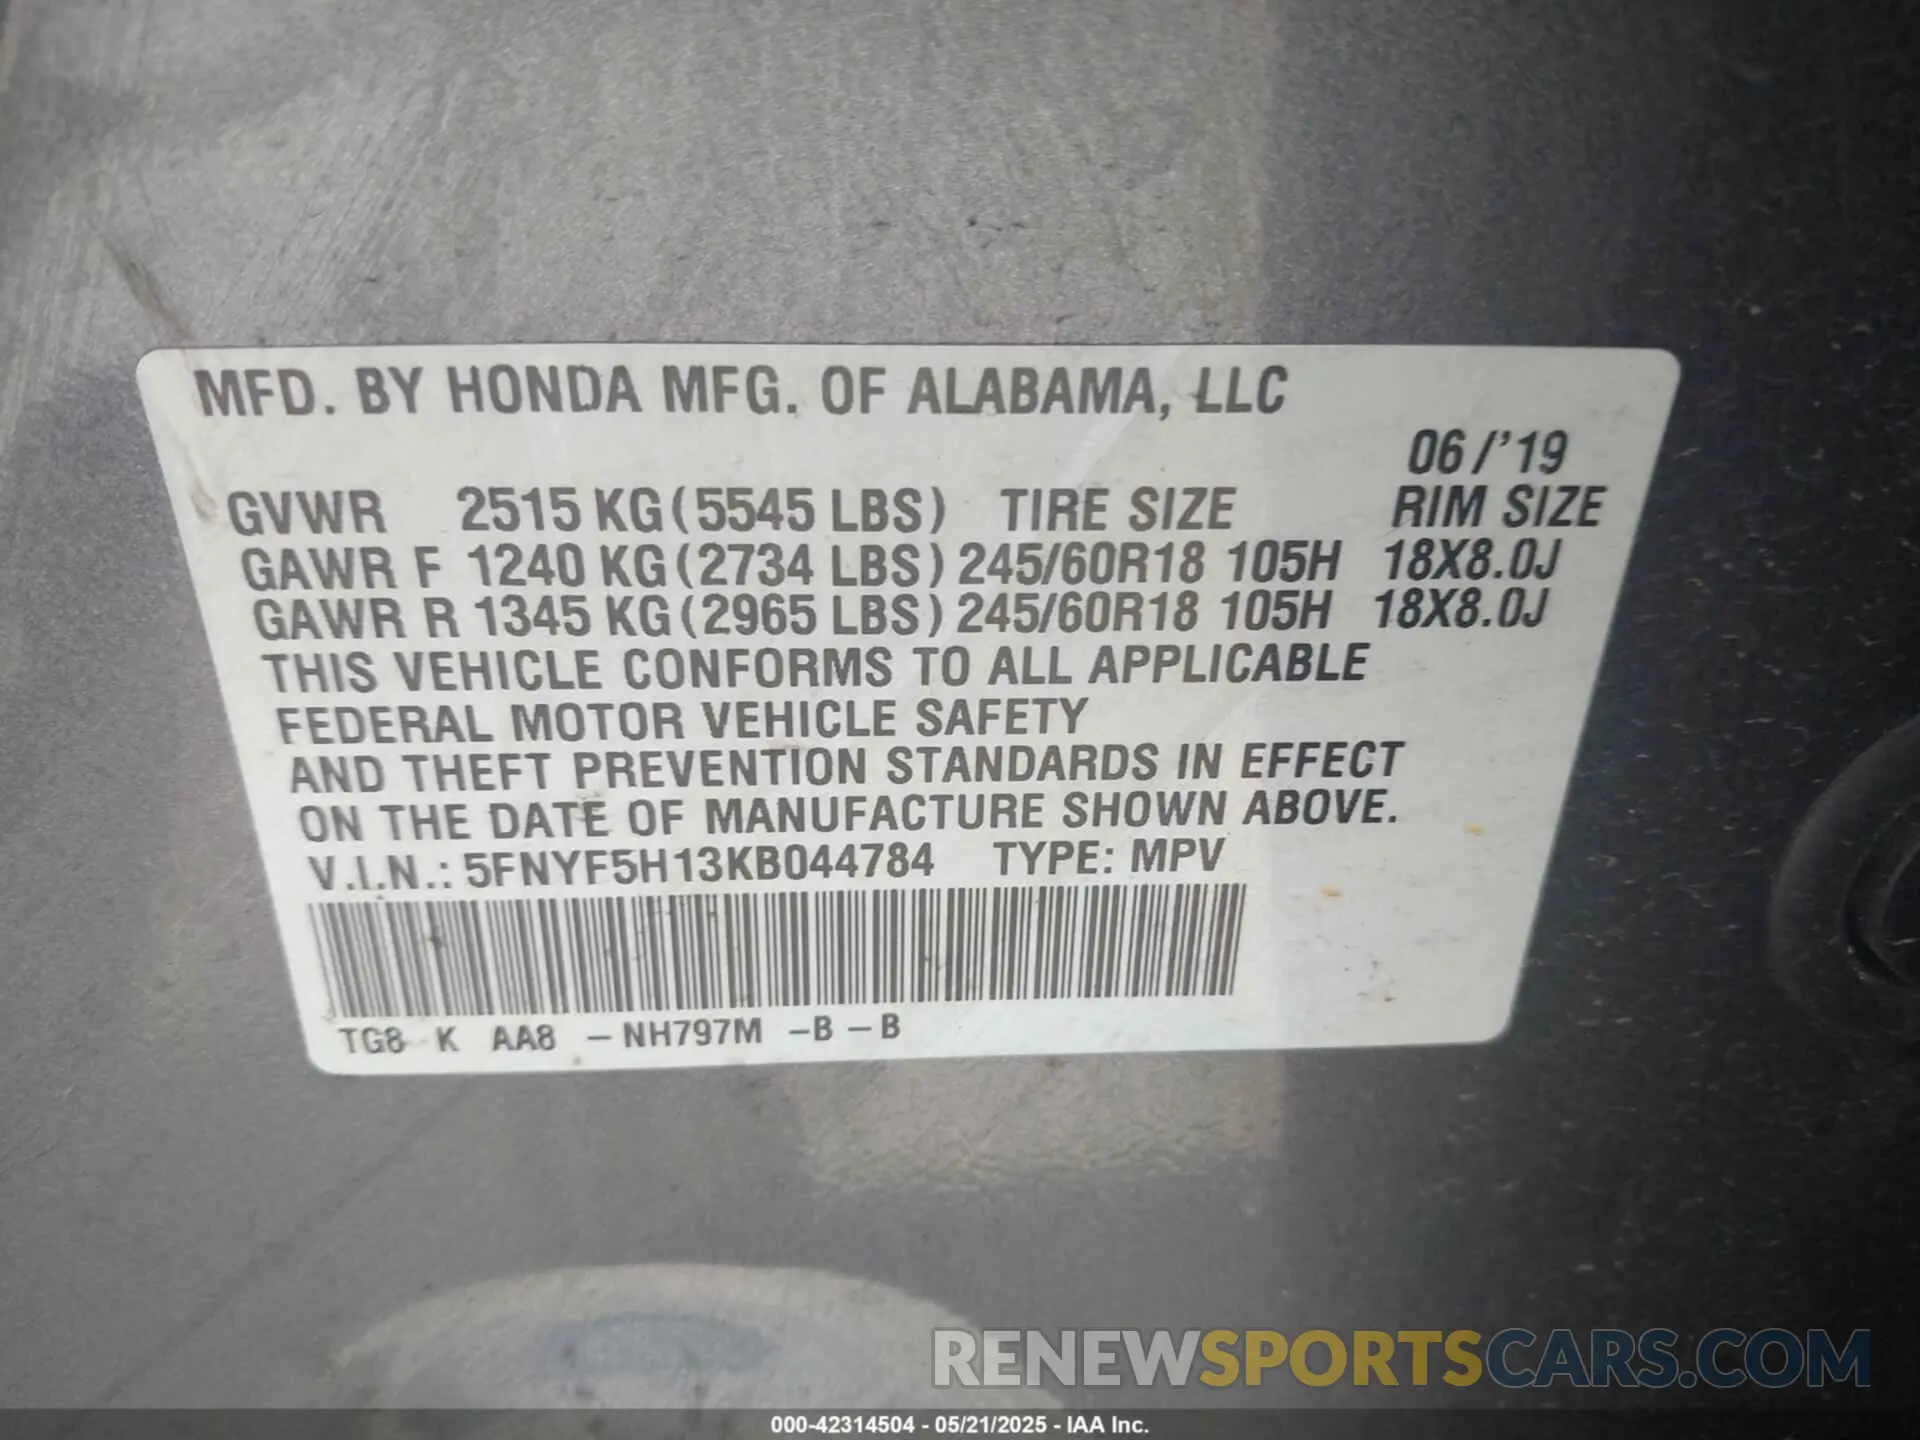 MFD. BY HONDA MFG. OF ALABAMA, LLC
06/'19
GVWR 2515 KG (5545 LBS) TIRE SIZE RIM SIZE
GAWR F 1240 KG (2734 LBS) 245/60R18 105H 18X8.0J
GAWR R 1345 KG (2965 LBS) 245/60R18 105H 18X8.0J
THIS VEHICLE CONFORMS TO ALL APPLICABLE
FEDERAL MOTOR VEHICLE SAFETY
AND THEFT PREVENTION STANDARDS IN EFFECT
ON THE DATE OF MANUFACTURE SHOWN ABOVE.
V.I.N.: 5FNYF5H13KB044784 TYPE: MPV
TG8 K AA8 -NH797M -B -B
RENEWSPORTSCARS.COM
000-42314504 - 05/21/2025 - IAA Inc.